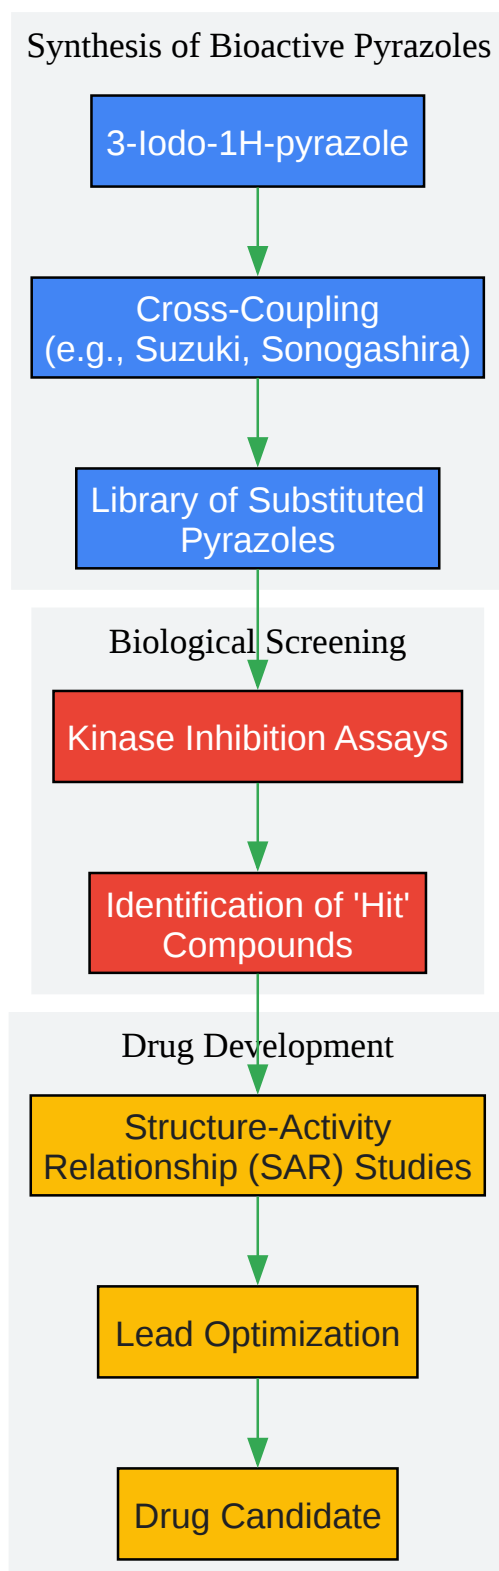 Synthesis of Bioactive Pyrazoles
3-Iodo-1H-pyrazole
Cross-Coupling
(e.g., Suzuki, Sonogashira)
Library of Substituted
Pyrazoles
Biological Screening
Kinase Inhibition Assays
Identification of 'Hit'
Compounds
Drug Development
Structure-Activity
Relationship (SAR) Studies
Lead Optimization
Drug Candidate